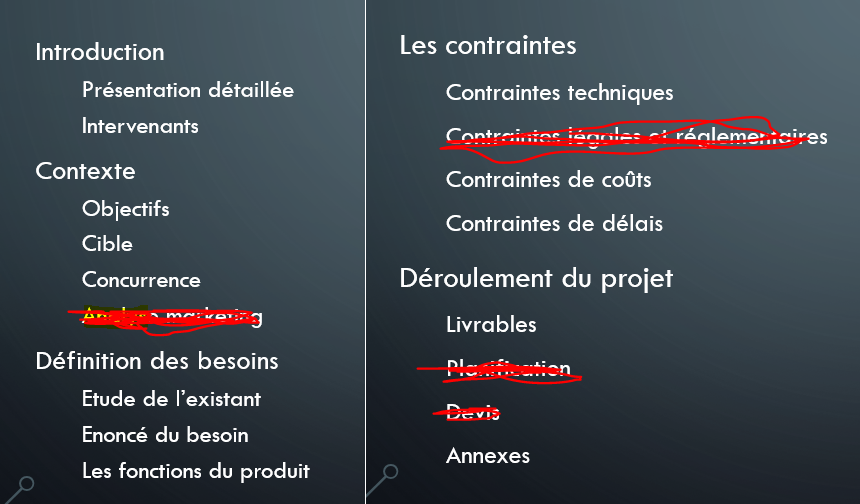 Introduction
Présentation détaillée
Intervenants
Contexte
Objectifs
Cible
Concurrence
Analyse marketing
Définition des besoins
Etude de l'existant
Enoncé du besoin
Les fonctions du produit
Les contraintes
Contraintes techniques
Contraintes légales et réglementaires
Contraintes de coûts
Contraintes de délais
Déroulement du projet
Livrables
Planification
Devis
Annexes